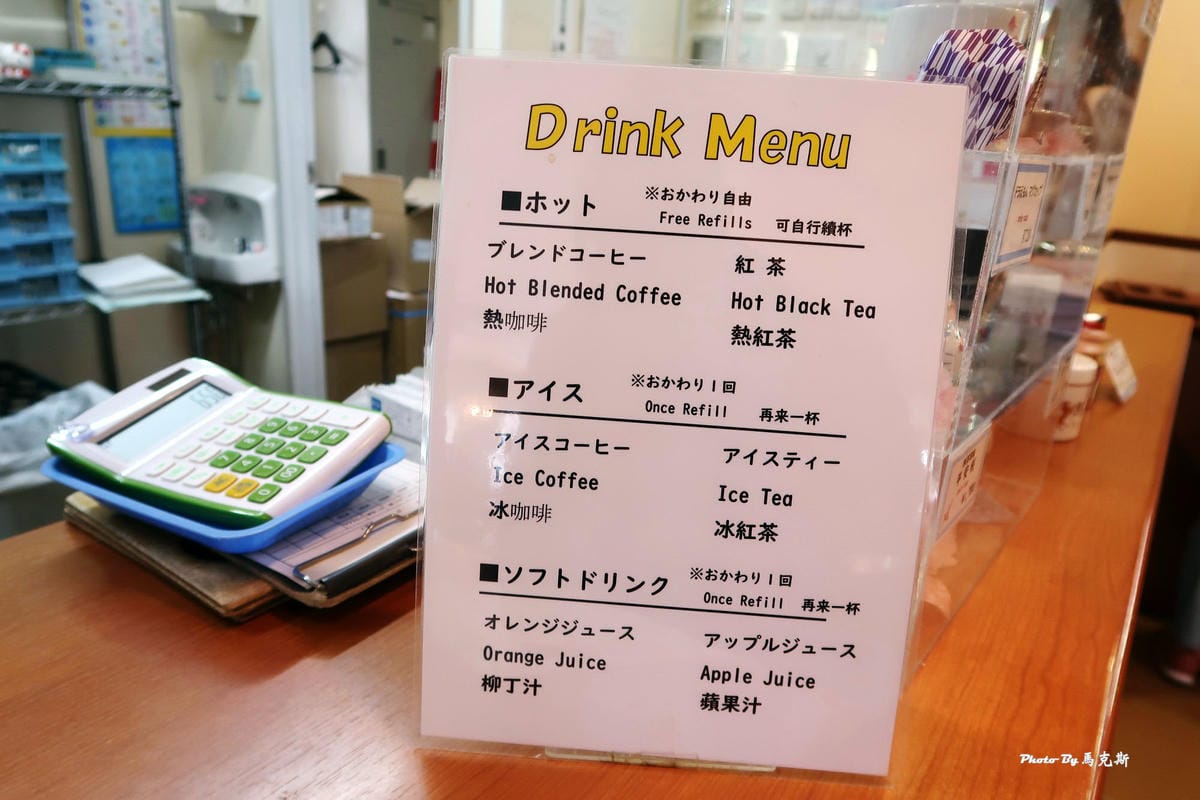 Drink Menu
■ホット ※おかわり自由
Free Refills 可自行續杯
ブレンドコーヒー 紅 茶
Hot Blended Coffee Hot Black Tea
熱咖啡 熱紅茶
■アイス ※おかわり1回
Once Refill 再来一杯
アイスコーヒー アイスティー
Ice Coffee Ice Tea
冰咖啡 冰紅茶
■ソフトドリンク ※おかわり1回
Once Refill 再来一杯
オレンジジュース アップルジュース
Orange Juice Apple Juice
柳丁汁 蘋果汁
Photo By 馬克斯